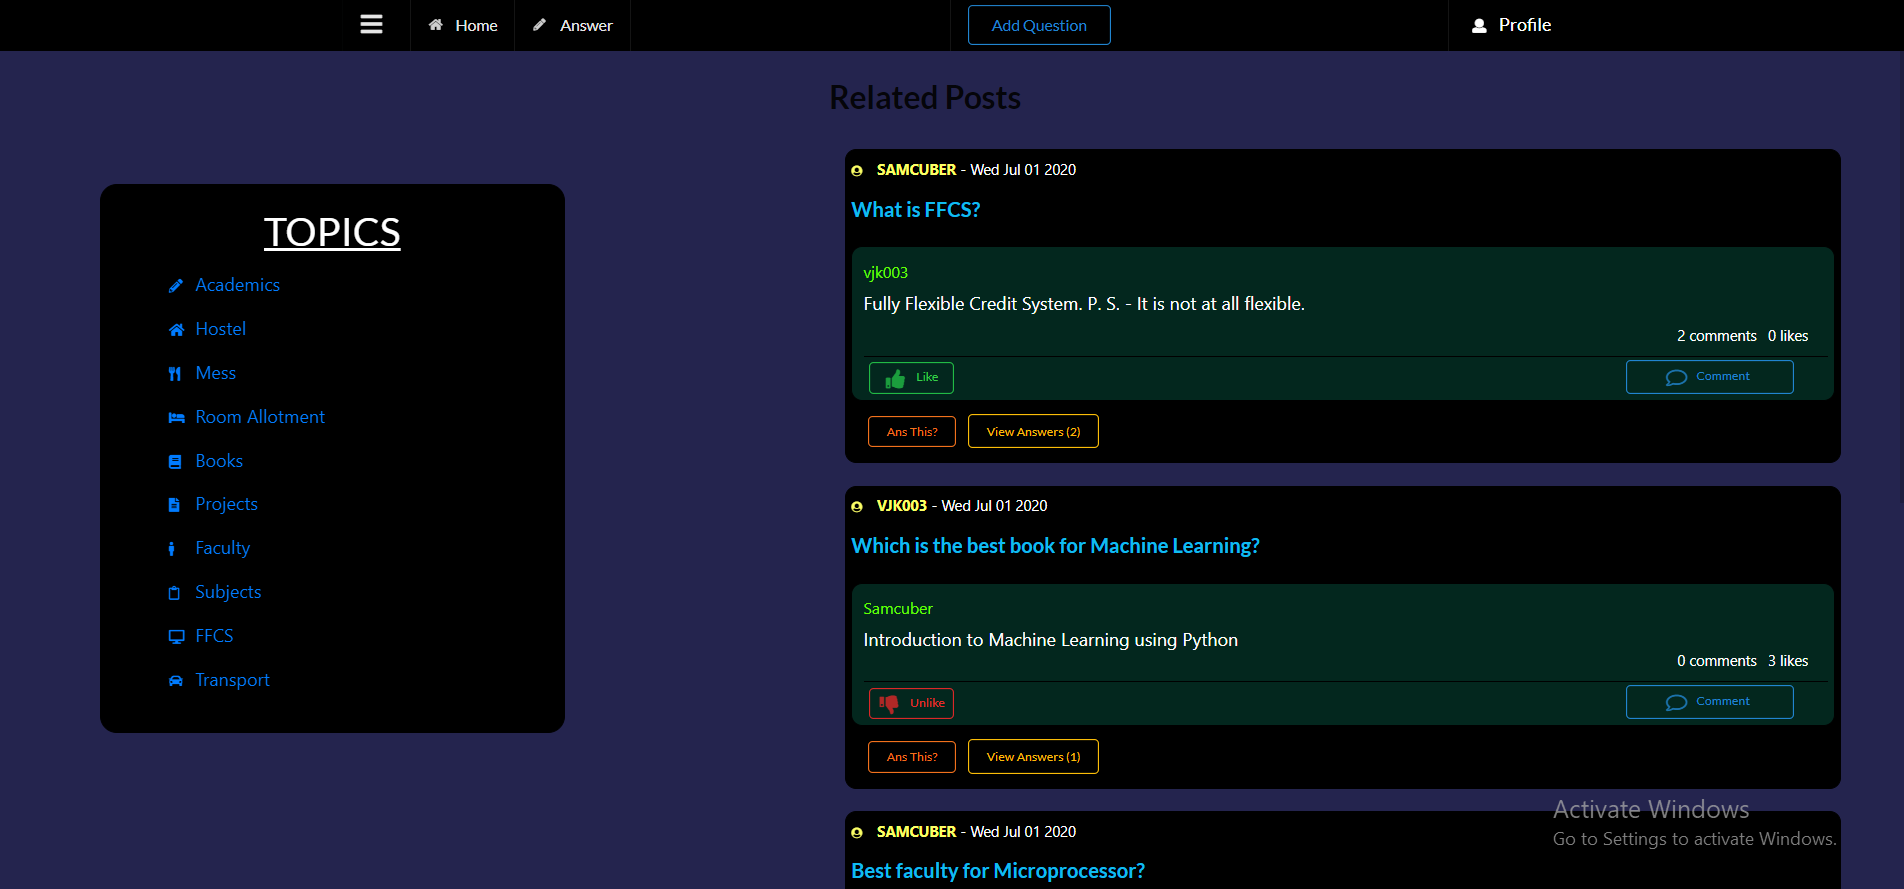 Home
Answer
Add Question
Profile
Related Posts
TOPICS
Academics
Hostel
Mess
Room Allotment
Books
Projects
Faculty
Subjects
FFCS
Transport
SAMCUBER - Wed Jul 01 2020
What is FFCS?
vjk003
Fully Flexible Credit System. P. S. - It is not at all flexible.
2 comments 0 likes
Like
Comment
Ans This?
View Answers (2)
VJK003 - Wed Jul 01 2020
Which is the best book for Machine Learning?
Samcuber
Introduction to Machine Learning using Python
0 comments 3 likes
Unlike
Comment
Ans This?
View Answers (1)
SAMCUBER - Wed Jul 01 2020
Best faculty for Microprocessor?
Activate Windows
Go to Settings to activate Windows.